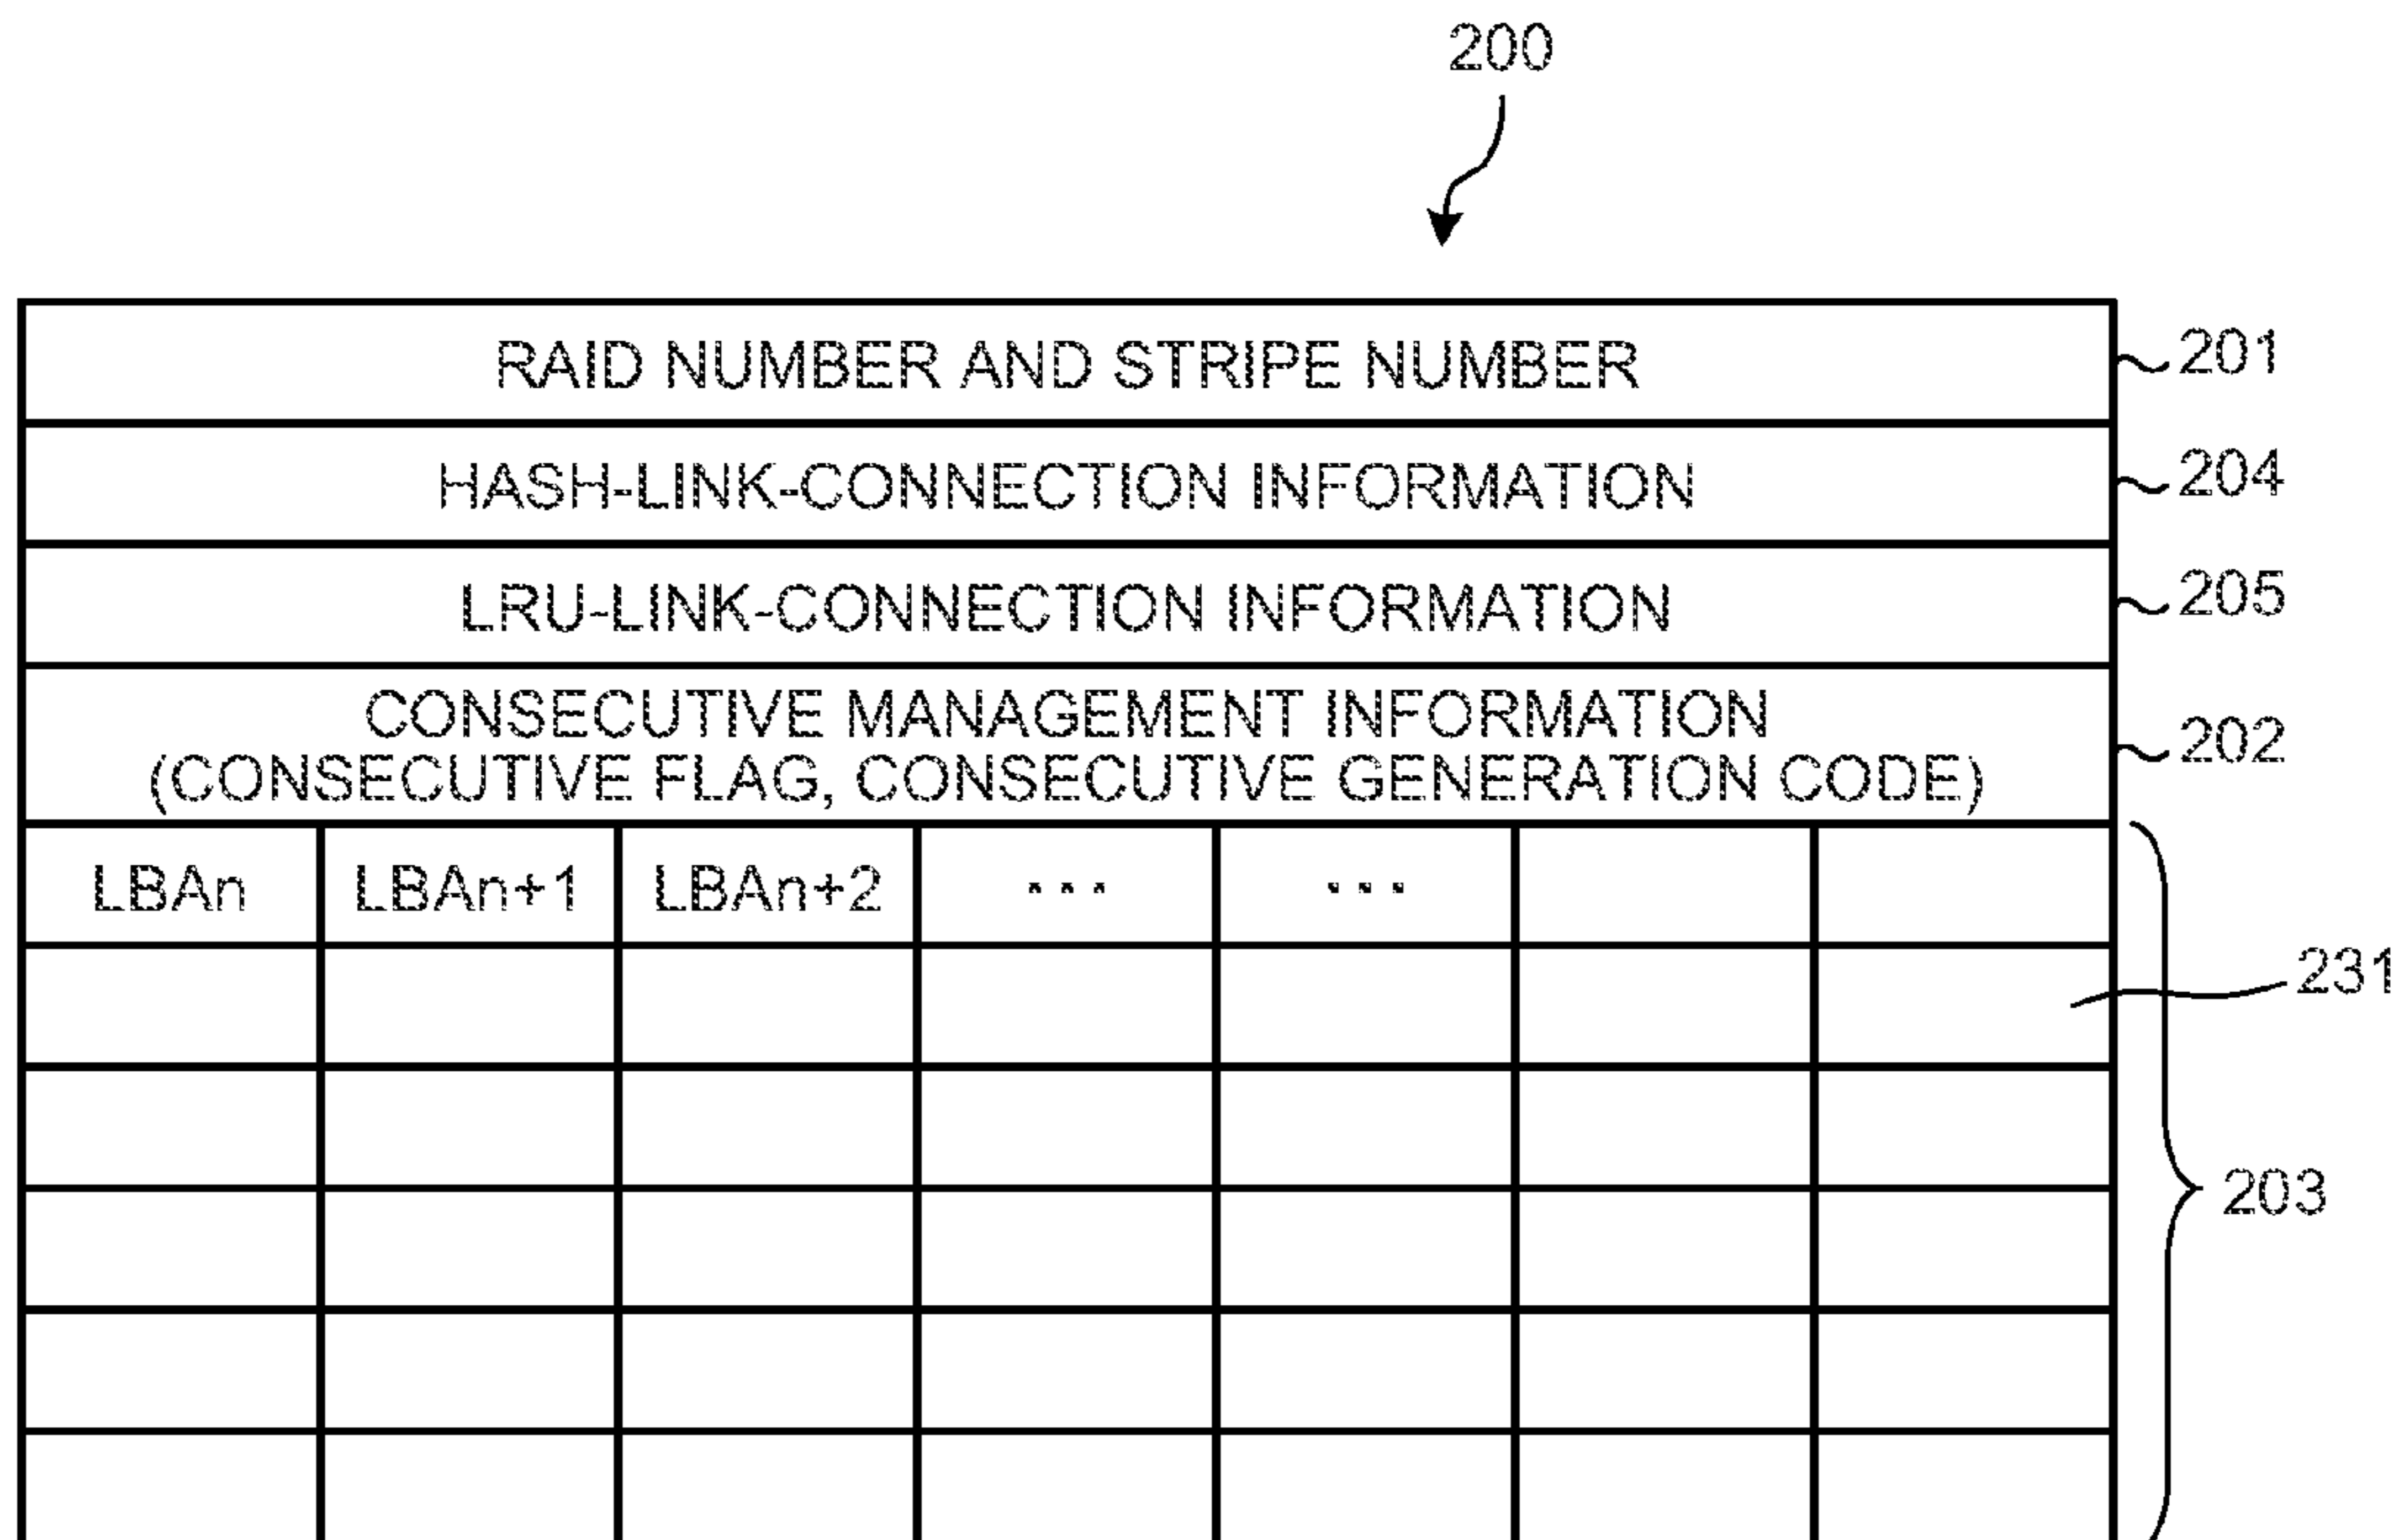 200
RAID NUMBER AND STRIPE NUMBER 201
HASH-LINK-CONNECTION INFORMATION 204
LRU-LINK-CONNECTION INFORMATION 205
CONSECUTIVE MANAGEMENT INFORMATION
(CONSECUTIVE FLAG, CONSECUTIVE GENERATION CODE) 202
LBAn LBAn+1 LBAn+2 ... ...
231
203